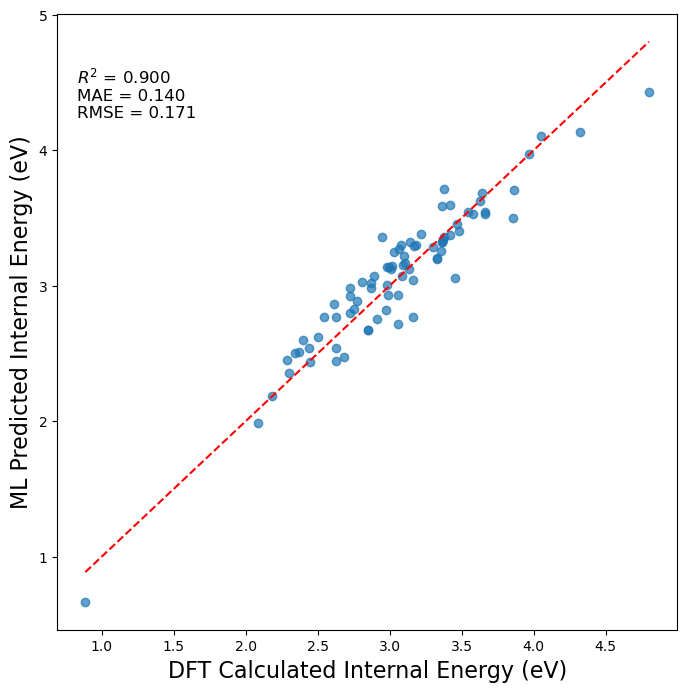 R² = 0.900
MAE = 0.140
RMSE = 0.171
ML Predicted Internal Energy (eV)
5
4
3
2
1
1.0 1.5 2.0 2.5 3.0 3.5 4.0 4.5
DFT Calculated Internal Energy (eV)